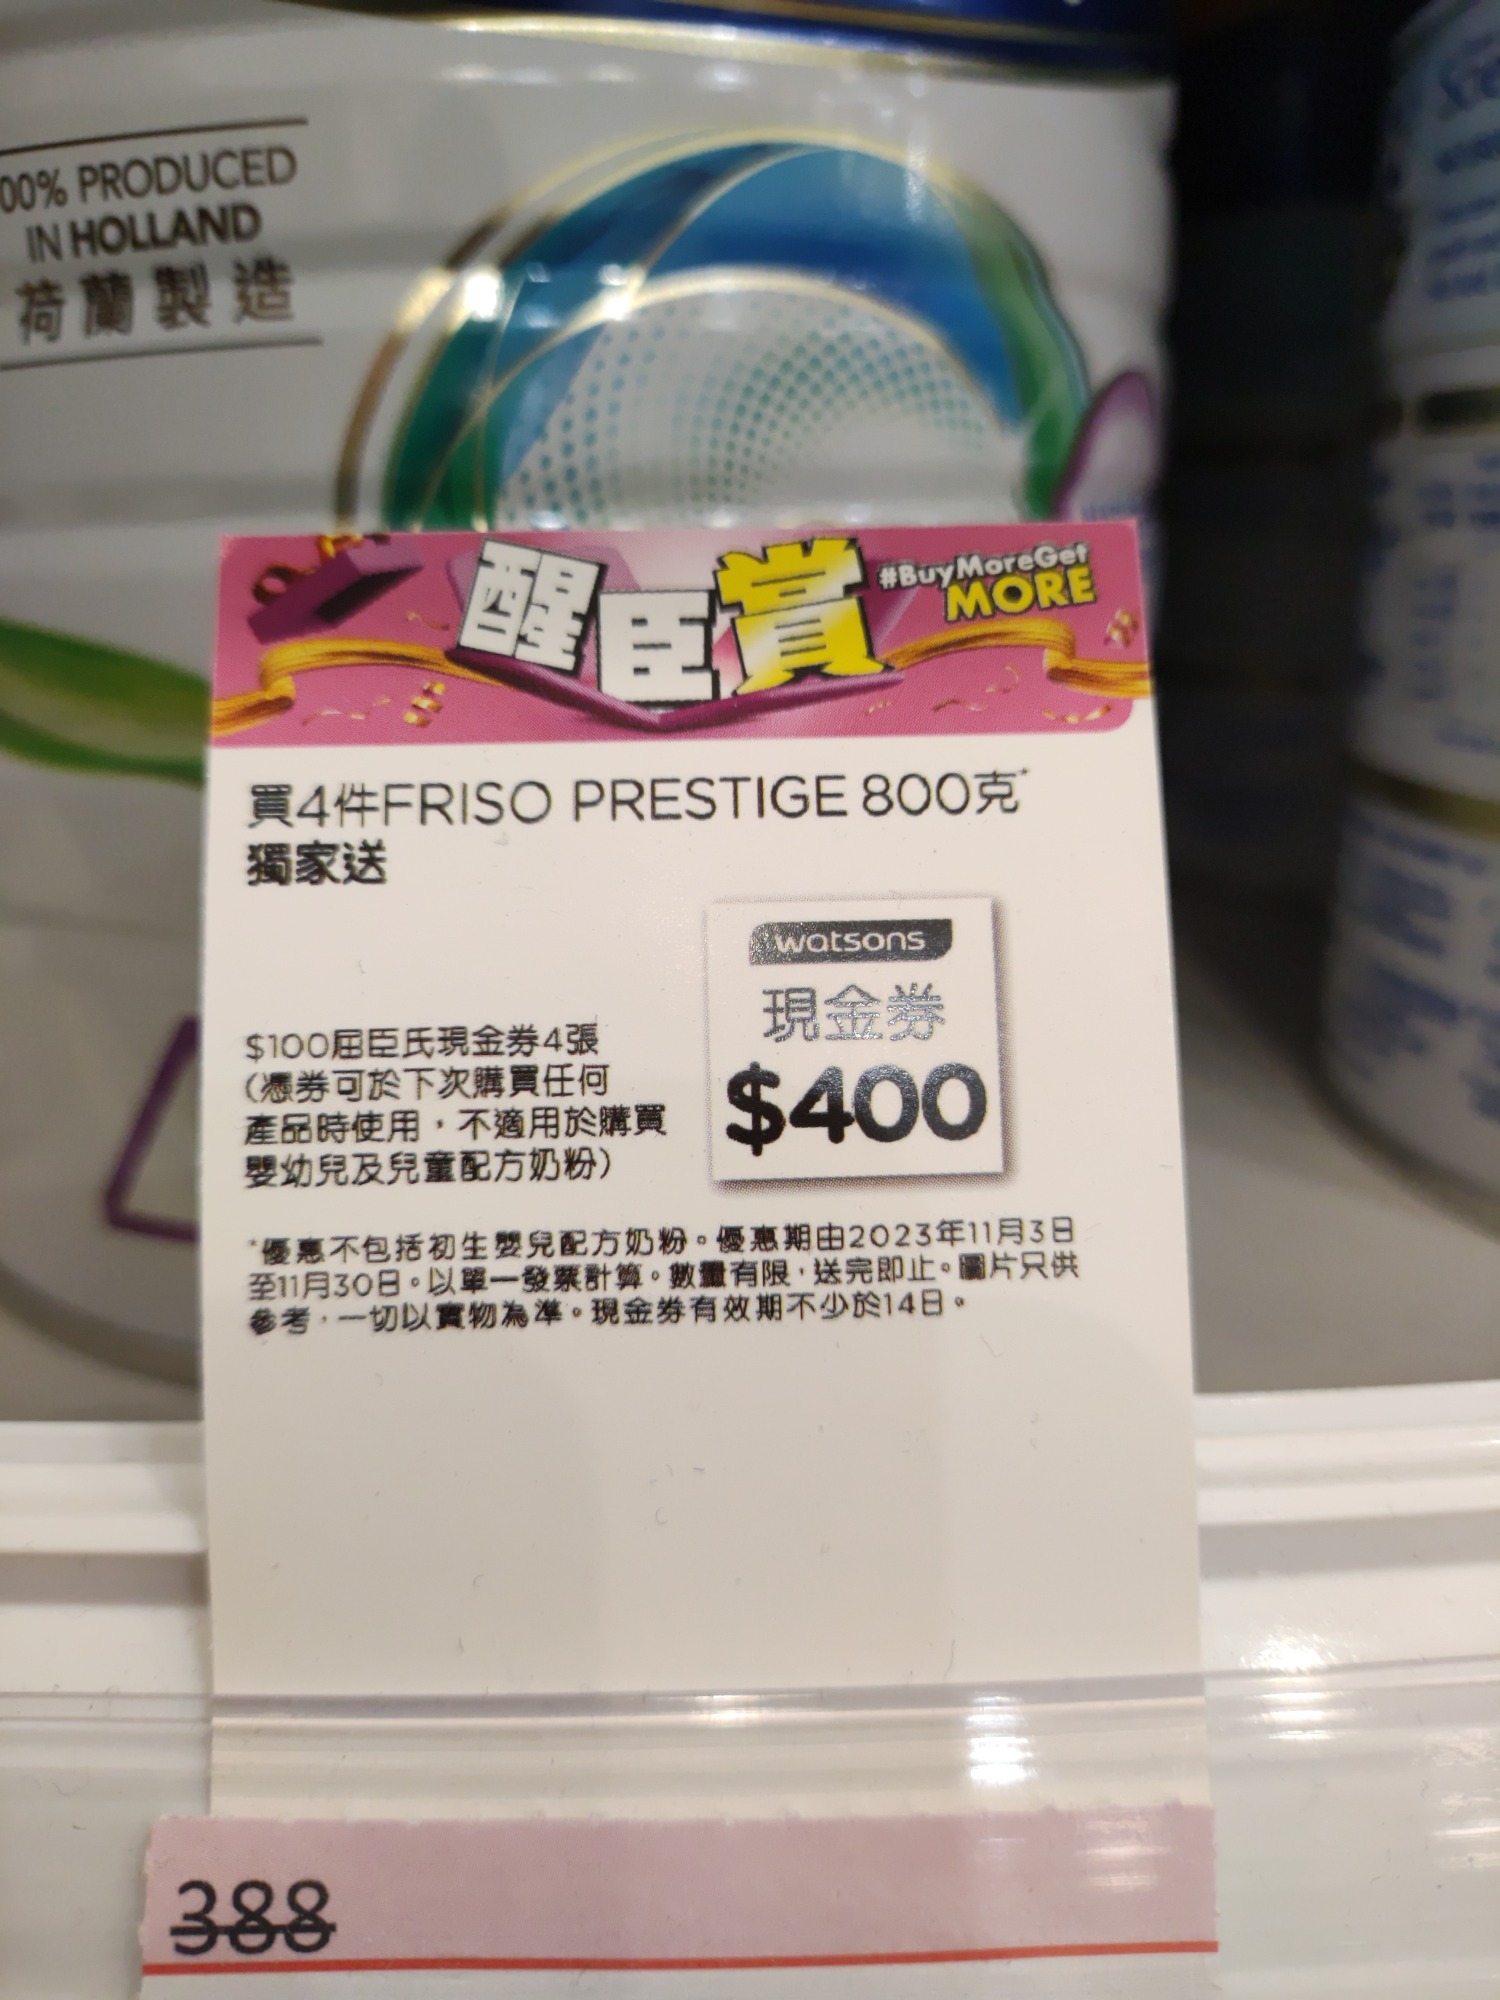 00% PRODUCED
IN HOLLAND
荷蘭製造
醒臣賞
#BuyMoreGet
MORE
買4件FRISO PRESTIGE 800克*
獨家送
watsons
現金券
$400
$100屈臣氏現金券4張
(憑券可於下次購買任何
產品時使用，不適用於購買
嬰幼兒及兒童配方奶粉)
*優惠不包括初生嬰兒配方奶粉。優惠期由2023年11月3日
至11月30日。以單一發票計算。數量有限，送完即止。圖片只供
參考，一切以實物為準。現金券有效期不少於14日。
388